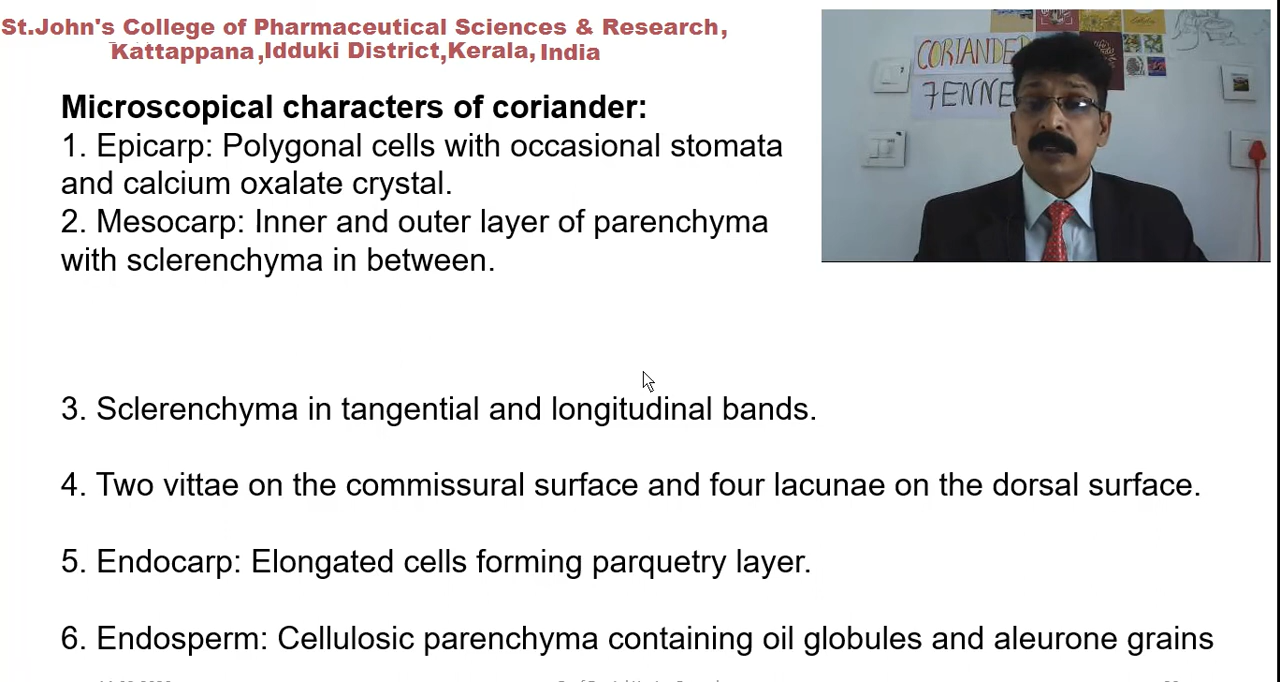 St.John's College of Pharmaceutical Sciences & Research,
Kattappana,Idduki District,Kerala, India
CORIANDER
FENNE
Microscopical characters of coriander:
1. Epicarp: Polygonal cells with occasional stomata
and calcium oxalate crystal.
2. Mesocarp: Inner and outer layer of parenchyma
with sclerenchyma in between.
3. Sclerenchyma in tangential and longitudinal bands.
4. Two vittae on the commissural surface and four lacunae on the dorsal surface.
5. Endocarp: Elongated cells forming parquetry layer.
6. Endosperm: Cellulosic parenchyma containing oil globules and aleurone grains